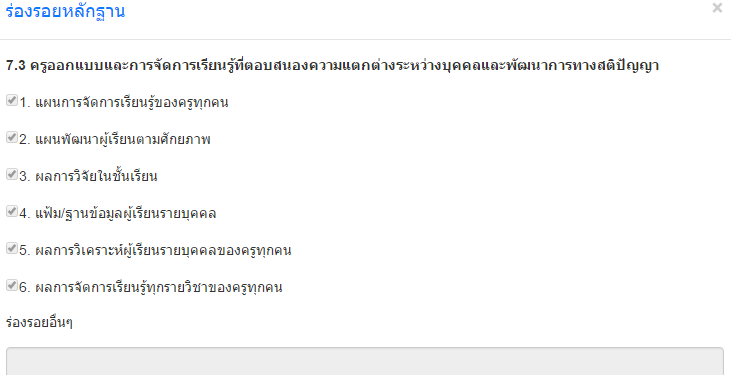 ร่องรอยหลักฐาน
7.3 ครูออกแบบและการจัดการเรียนรู้ที่ตอบสนองความแตกต่างระหว่างบุคคลและพัฒนาการทางสติปัญญา
1. แผนการจัดการเรียนรู้ของครูทุกคน
2. แผนพัฒนาผู้เรียนตามศักยภาพ
3. ผลการวิจัยในชั้นเรียน
4. แฟ้ม/ฐานข้อมูลผู้เรียนรายบุคคล
5. ผลการวิเคราะห์ผู้เรียนรายบุคคลของครูทุกคน
6. ผลการจัดการเรียนรู้ทุกรายวิชาของครูทุกคน
ร่องรอยอื่นๆ